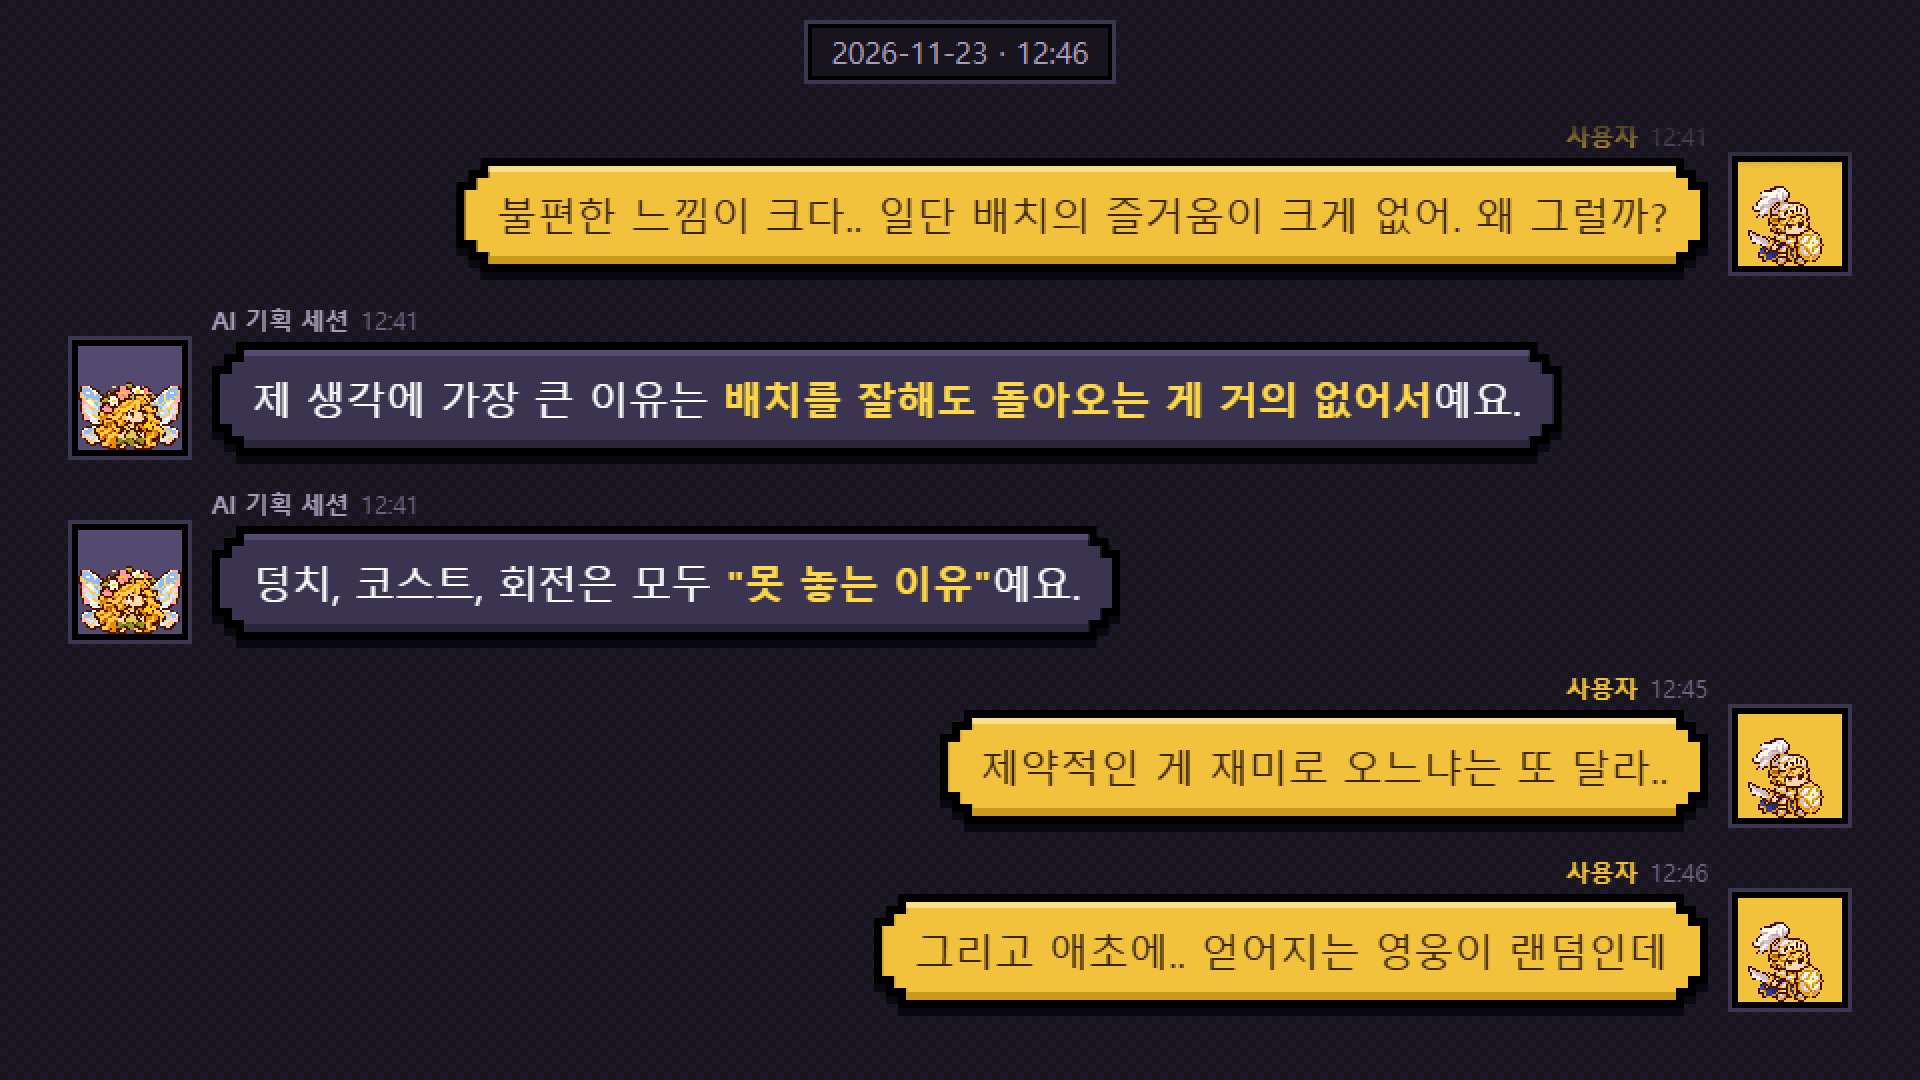 2026-11-23 · 12:46
사용자 12:41
불편한 느낌이 크다.. 일단 배치의 즐거움이 크게 없어. 왜 그럴까?
AI 기획 세션 12:41
제 생각에 가장 큰 이유는 배치를 잘해도 돌아오는 게 거의 없어서예요.
AI 기획 세션 12:41
덩치, 코스트, 회전은 모두 "못 놓는 이유"예요.
사용자 12:45
제약적인 게 재미로 오느냐는 또 달라..
사용자 12:46
그리고 애초에.. 얻어지는 영웅이 랜덤인데